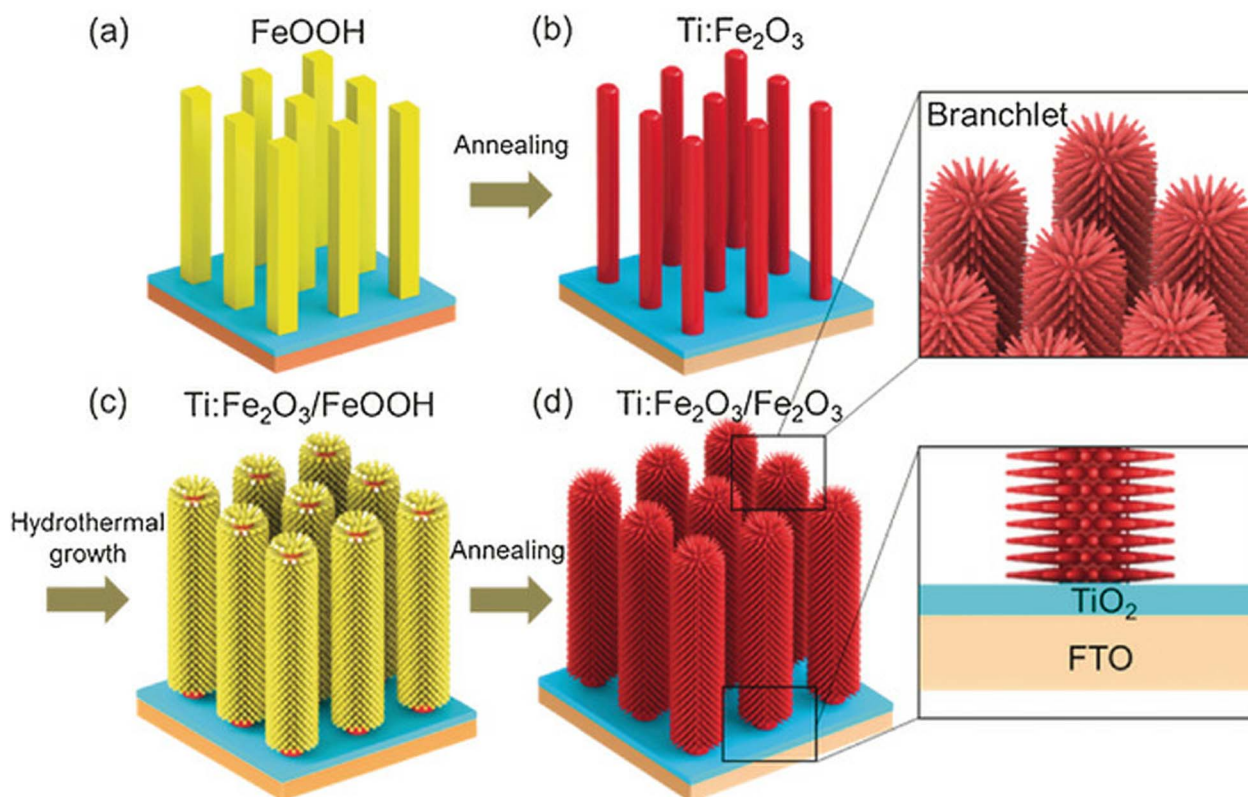 (a) FeOOH
(b) Ti:Fe₂O₃
Annealing
Branchlet
(c) Ti:Fe₂O₃/FeOOH
(d) Ti:Fe₂O₃/Fe₂O₃
Hydrothermal
growth
Annealing
TiO₂
FTO